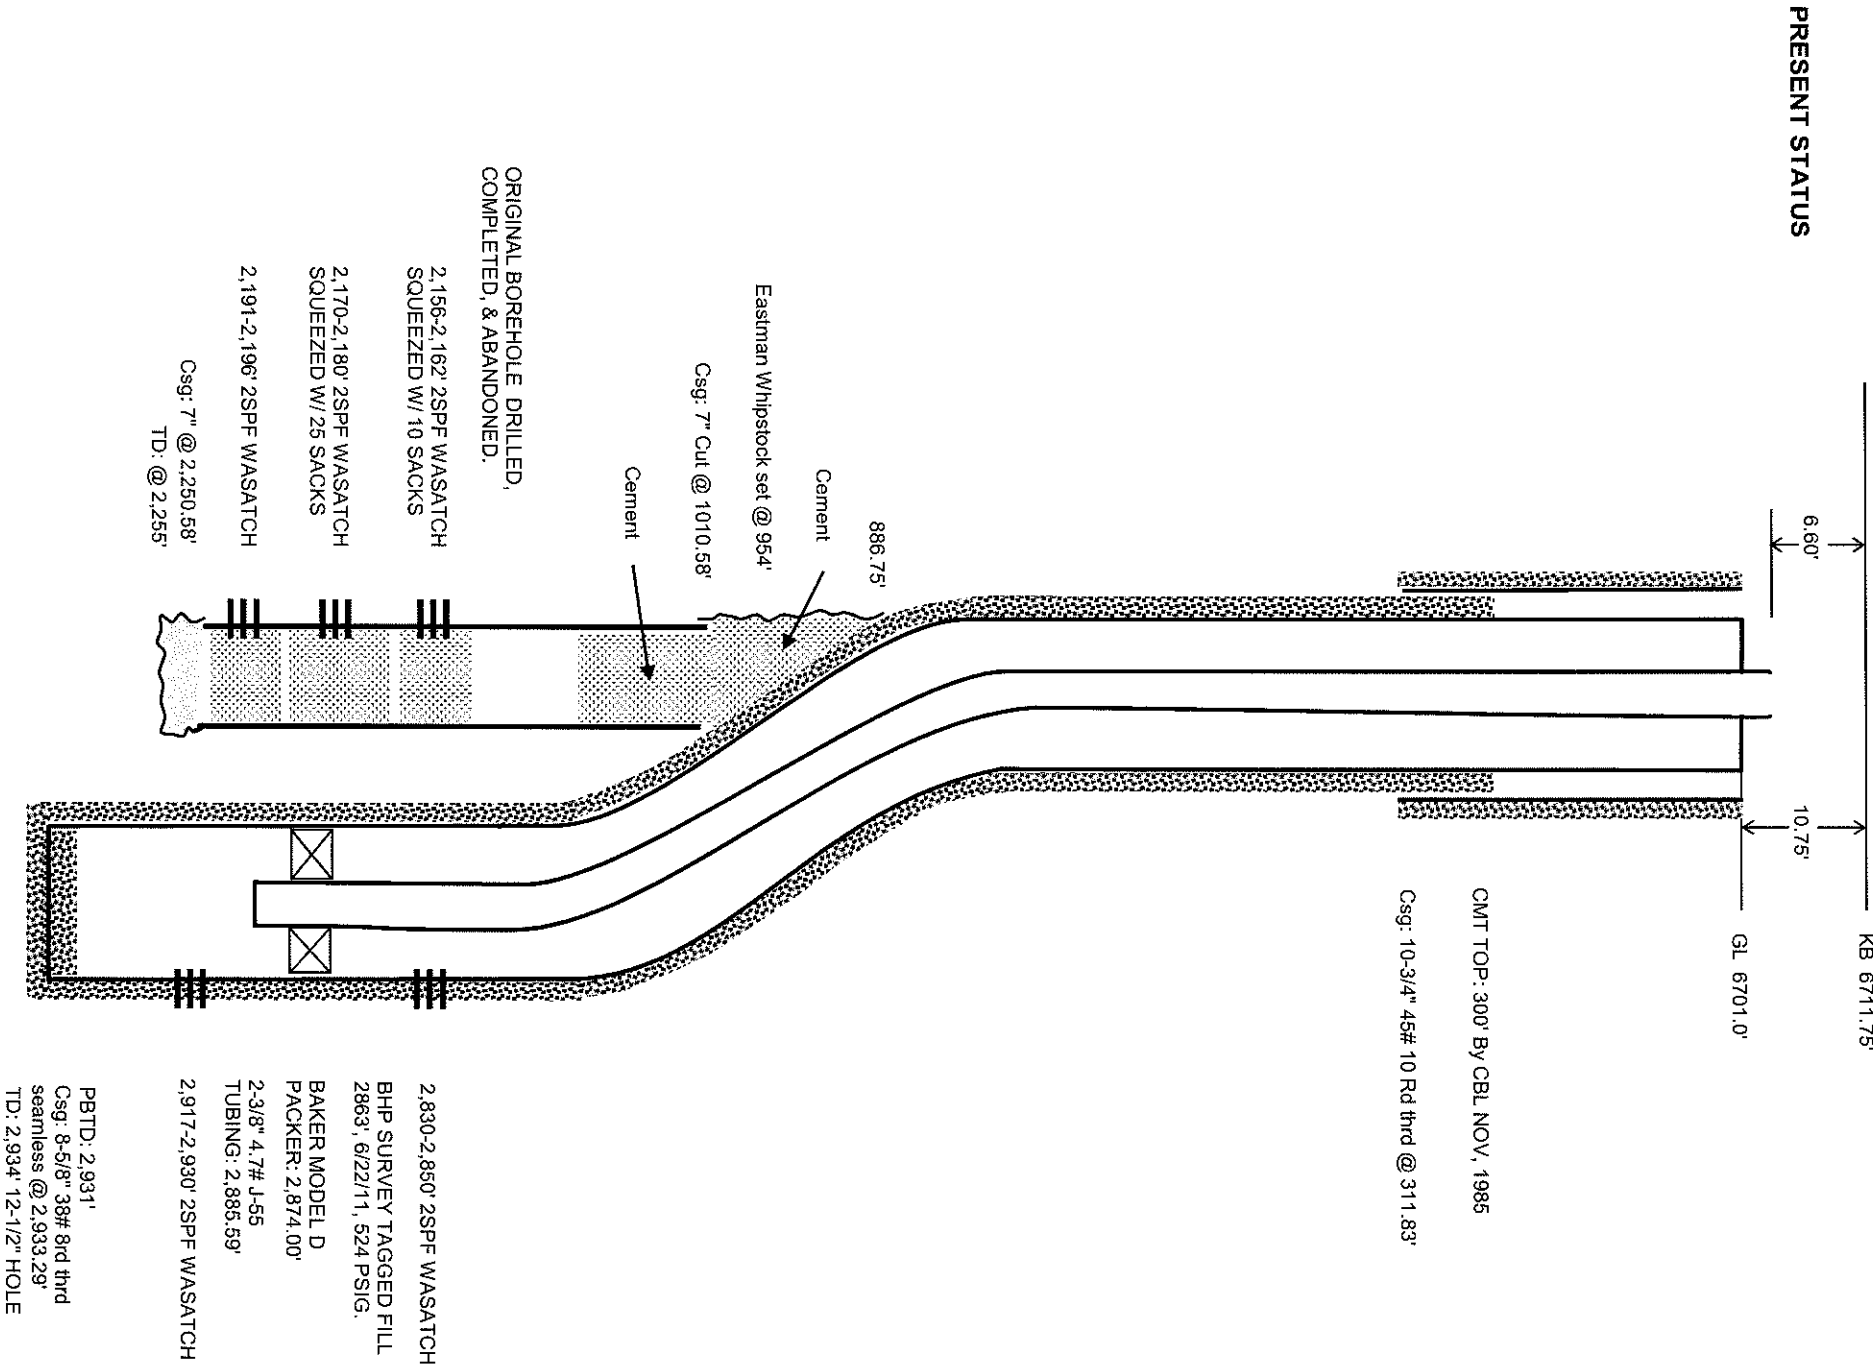 PRESENT STATUS
KB 6711.75'
6.60'
10.75'
GL 6701.0'
CMT TOP: 300' By CBL NOV, 1985
Csg: 10-3/4" 45# 10 Rd thrd @ 311.83'
886.75'
Cement
Eastman Whipstock set @ 954'
Csg: 7" Cut @ 1010.58'
Cement
ORIGINAL BOREHOLE DRILLED,
COMPLETED, & ABANDONED.
2,156-2,162' 2SPF WASATCH
SQUEEZED W/ 10 SACKS
2,170-2,180' 2SPF WASATCH
SQUEEZED W/ 25 SACKS
2,191-2,196' 2SPF WASATCH
Csg: 7" @ 2,250.58'
TD: @ 2,255'
2,830-2,850' 2SPF WASATCH
BHP SURVEY TAGGED FILL
2863', 6/22/11, 524 PSIG.
BAKER MODEL D
PACKER: 2,874.00'
2-3/8" 4.7# J-55
TUBING: 2,885.59'
2,917-2,930' 2SPF WASATCH
PBTD: 2,931'
Csg: 8-5/8" 38# 8rd thrd
seamless @ 2,933.29'
TD: 2,934' 12-1/2" HOLE